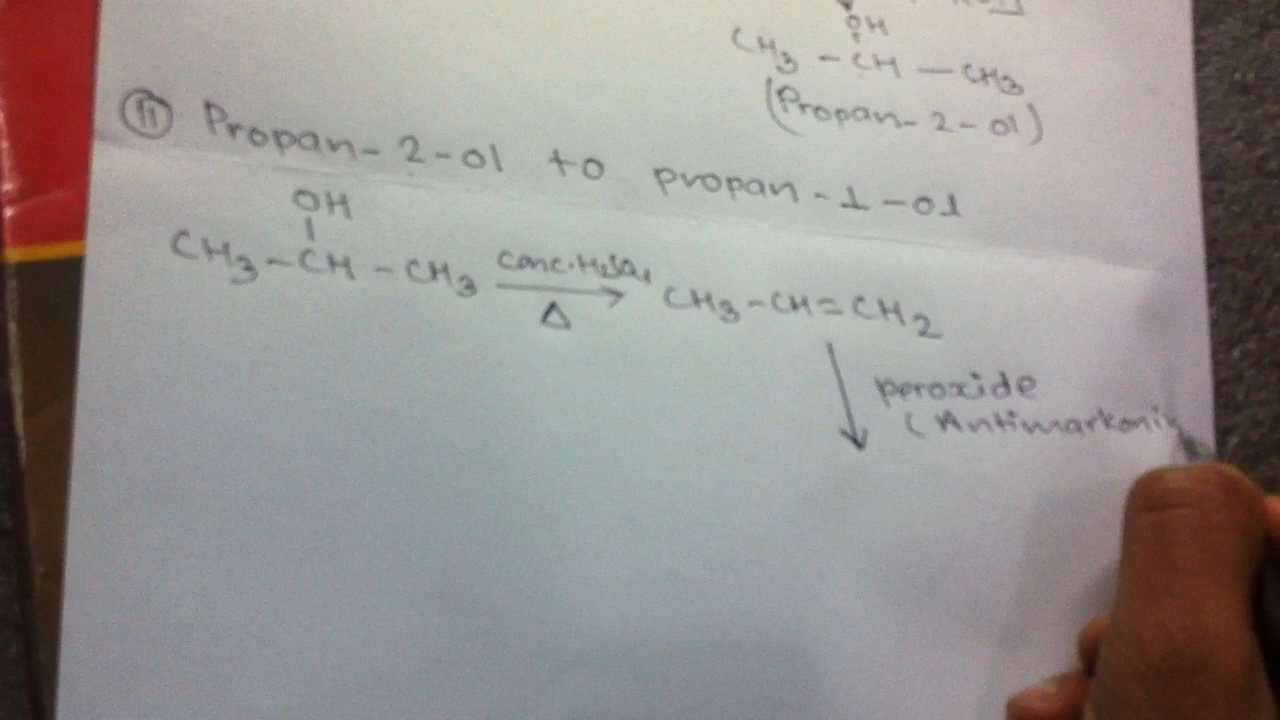 OH
CH3 - CH - CH3
(Propan-2-ol)
(ii) Propan-2-ol to propan-1-ol
OH
CH3-CH-CH3 conc.H2SO4 Δ CH3-CH=CH2
peroxide
(Antimarkoni